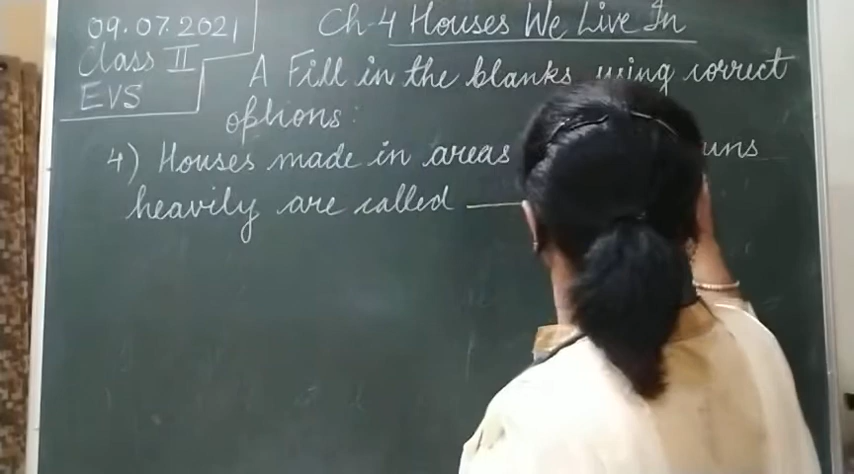 09.07.2021
Class II
EVS
Ch-4 Houses We Live In
A Fill in the blanks using correct
options:
4) Houses made in areas
heavily are called